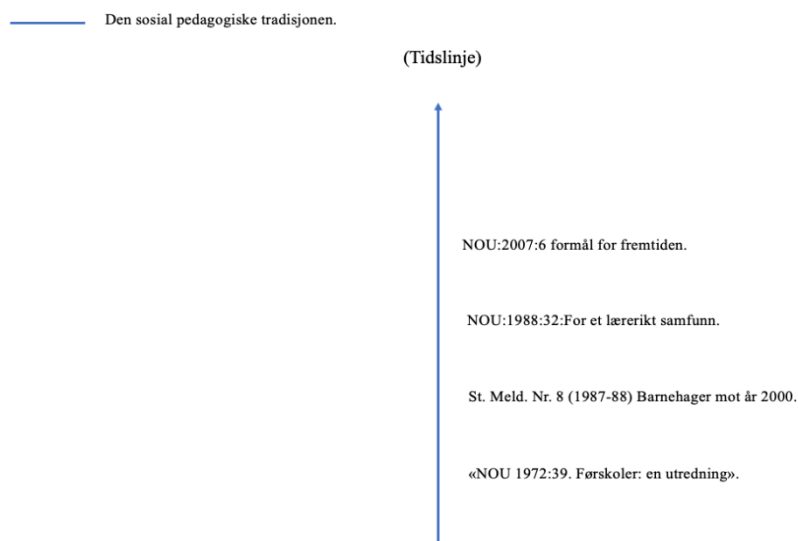 Den sosial pedagogiske tradisjonen.
(Tidslinje)
NOU:2007:6 formål for fremtiden.
NOU:1988:32:For et lærerikt samfunn.
St. Meld. Nr. 8 (1987-88) Barnehager mot år 2000.
«NOU 1972:39. Førskoler: en utredning».